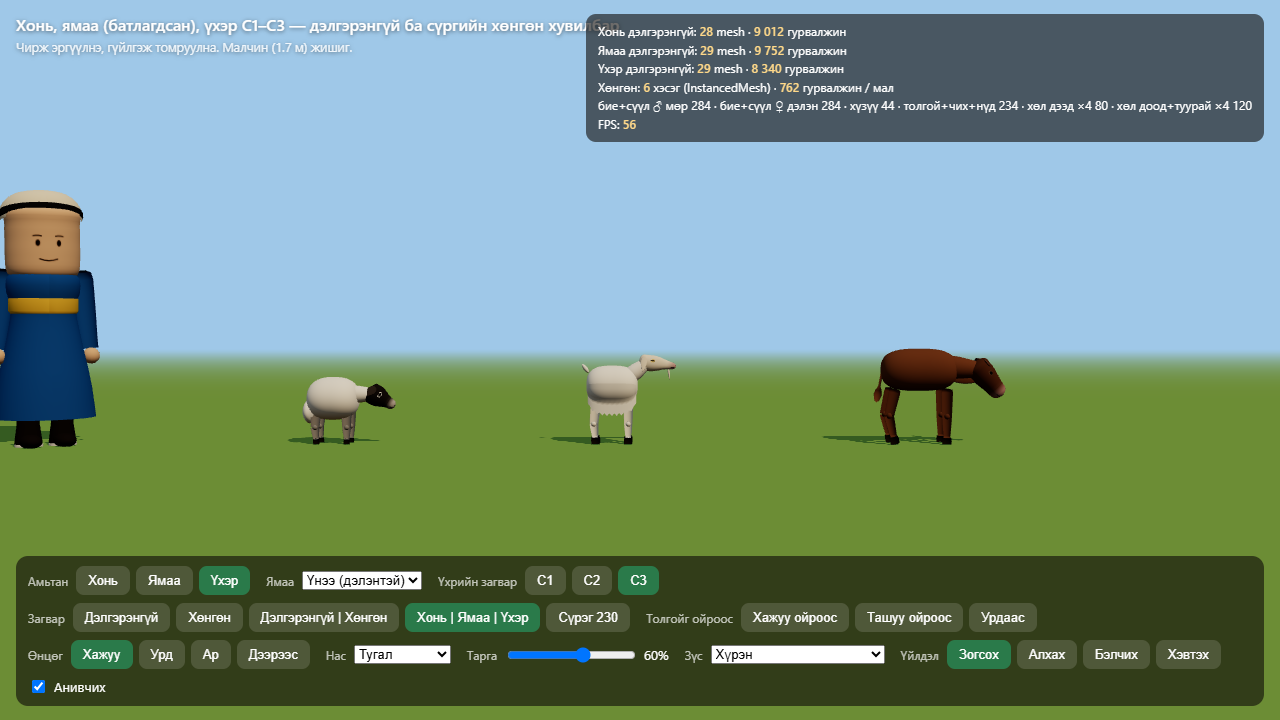 Хонь, ямаа (батлагдсан), үхэр C1–C3 — дэлгэрэнгүй ба сүргийн хөнгөн хувилбар
Чирж эргүүлнэ, гүйлгэж томруулна. Малчин (1.7 м) жишиг.
Хонь дэлгэрэнгүй: 28 mesh · 9 012 гурвалжин
Ямаа дэлгэрэнгүй: 29 mesh · 9 752 гурвалжин
Үхэр дэлгэрэнгүй: 29 mesh · 8 340 гурвалжин
Хөнгөн: 6 хэсэг (InstancedMesh) · 762 гурвалжин / мал
бие+сүүл ♂ мөр 284 · бие+сүүл ♀ дэлэн 284 · хүзүү 44 · толгой+чих+нүд 234 · хөл дээд ×4 80 · хөл доод+туурай ×4 120
FPS: 56
Амьтан Хонь Ямаа Үхэр Ямаа Үнээ (дэлэнтэй) Үхрийн загвар C1 C2 C3
Загвар Дэлгэрэнгүй Хөнгөн Дэлгэрэнгүй | Хөнгөн Хонь | Ямаа | Үхэр Сүрэг 230 Толгойг ойроос Хажуу ойроос Ташуу ойроос Урдаас
Өнцөг Хажуу Урд Ар Дээрээс Нас Тугал Тарга 60% Зүс Хүрэн Үйлдэл Зогсох Алхах Бэлчих Хэвтэх
Анивчих